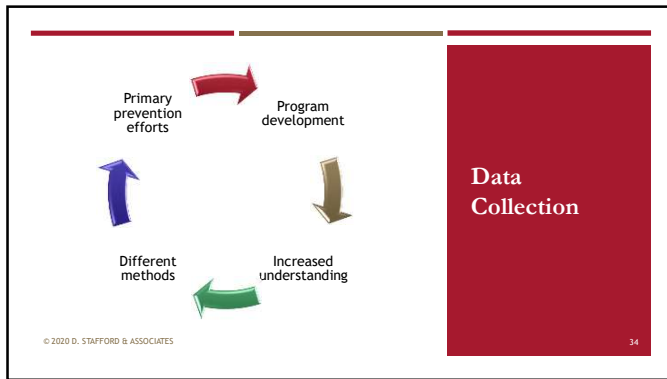 Primary
prevention
efforts
Program
development
Increased
understanding
Different
methods
Data
Collection
© 2020 D. STAFFORD & ASSOCIATES
34